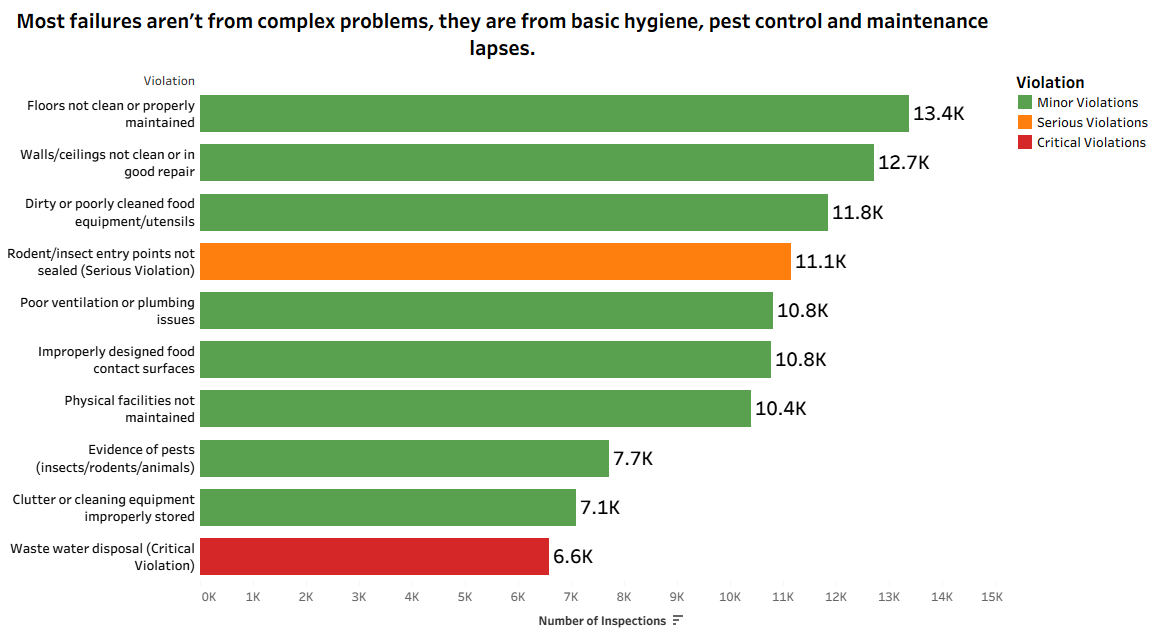 Most failures aren’t from complex problems, they are from basic hygiene, pest control and maintenance
lapses.
Violation
Floors not clean or properly
maintained
13.4K
Walls/ceilings not clean or in
good repair
12.7K
Dirty or poorly cleaned food
equipment/utensils
11.8K
Rodent/insect entry points not
sealed (Serious Violation)
11.1K
Poor ventilation or plumbing
issues
10.8K
Improperly designed food
contact surfaces
10.8K
Physical facilities not
maintained
10.4K
Evidence of pests
(insects/rodents/animals)
7.7K
Clutter or cleaning equipment
improperly stored
7.1K
Waste water disposal (Critical
Violation)
6.6K
0K 1K 2K 3K 4K 5K 6K 7K 8K 9K 10K 11K 12K 13K 14K 15K
Number of Inspections
Violation
Minor Violations
Serious Violations
Critical Violations